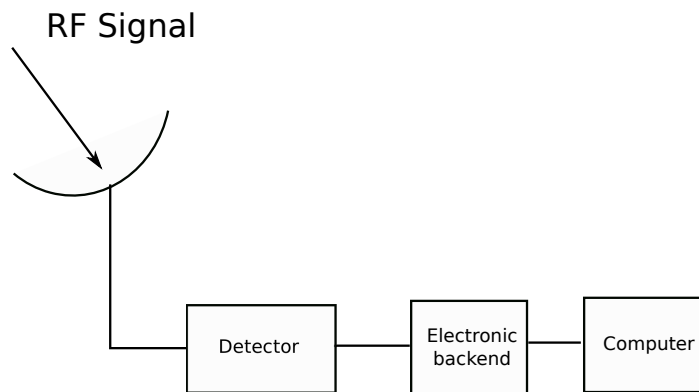 RF Signal
Detector
Electronic
backend
Computer